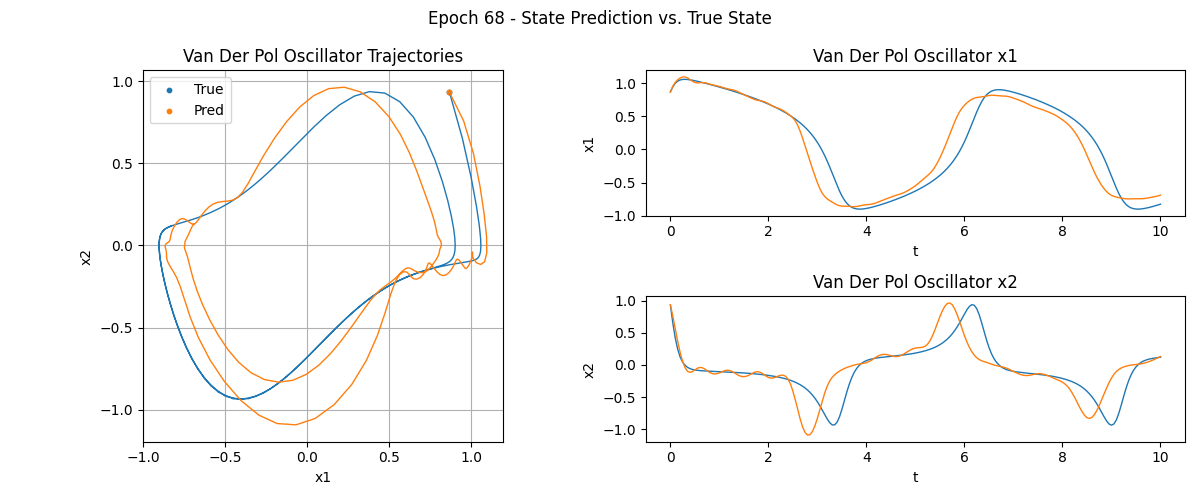 Epoch 68 - State Prediction vs. True State
Van Der Pol Oscillator Trajectories
True
Pred
1.0
0.5
0.0
−0.5
−1.0
x2
−1.0 −0.5 0.0 0.5 1.0
x1
Van Der Pol Oscillator x1
1.0
0.5
0.0
−0.5
−1.0
x1
0 2 4 6 8 10
t
Van Der Pol Oscillator x2
1.0
0.5
0.0
−0.5
−1.0
x2
0 2 4 6 8 10
t